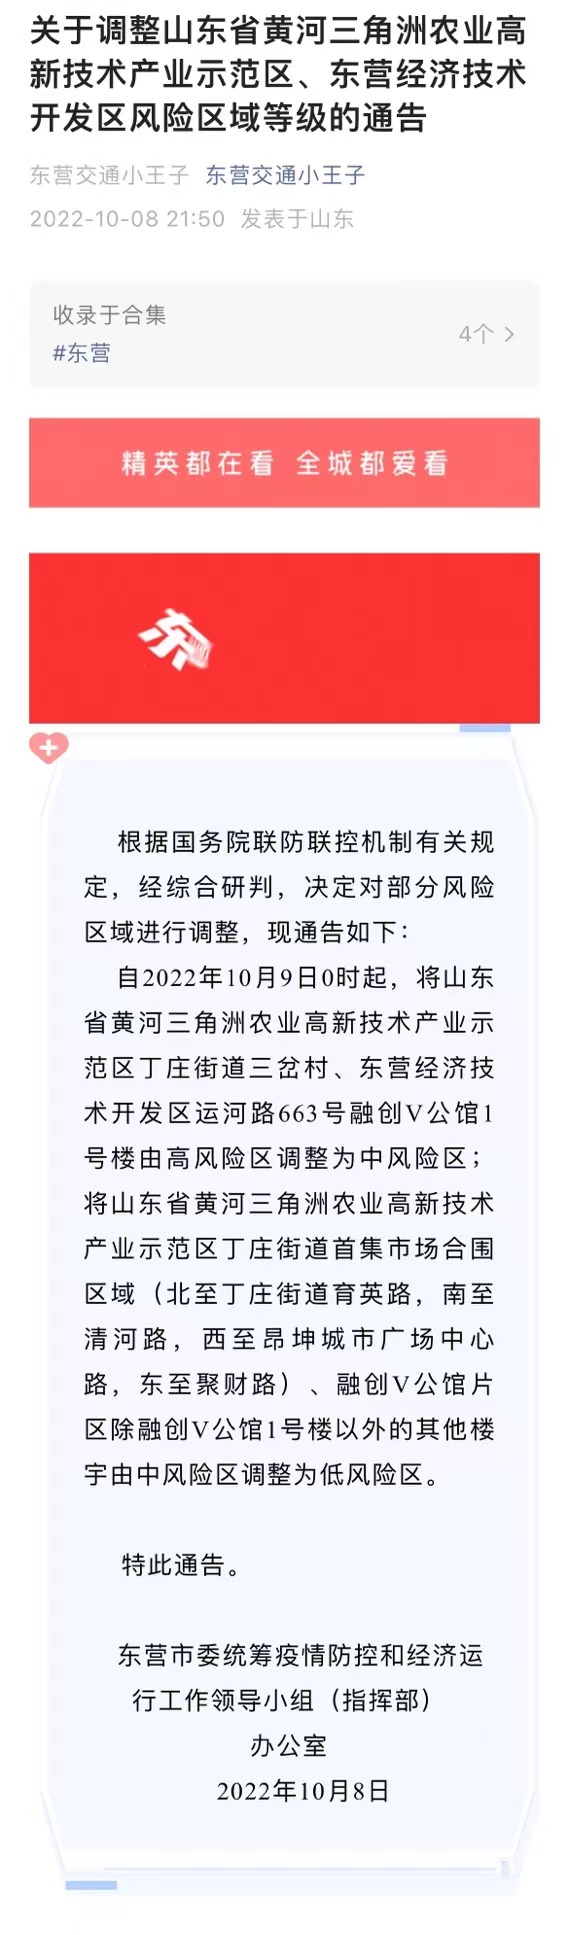 关于调整山东省黄河三角洲农业高
新技术产业示范区、东营经济技术
开发区风险区域等级的通告
东营交通小王子 东营交通小王子
2022-10-08 21:50 发表于山东
收录于合集
#东营
4个
精英都在看 全城都爱看
东
根据国务院联防联控机制有关规
定，经综合研判，决定对部分风险
区域进行调整，现通告如下：
自2022年10月9日0时起，将山东
省黄河三角洲农业高新技术产业示
范区丁庄街道三岔村、东营经济技
术开发区运河路663号融创V公馆1
号楼由高风险区调整为中风险区；
将山东省黄河三角洲农业高新技术
产业示范区丁庄街道首集市场合围
区域（北至丁庄街道育英路，南至
清河路，西至昂坤城市广场中心
路，东至聚财路）、融创V公馆片
区除融创V公馆1号楼以外的其他楼
宇由中风险区调整为低风险区。
特此通告。
东营市委统筹疫情防控和经济运
行工作领导小组（指挥部）
办公室
2022年10月8日